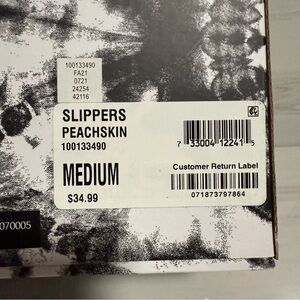 100133490
FA21
0721
24254
42116
SLIPPERS
PEACHSKIN
100133490
MEDIUM
$34.99
7 33004 12241 5
Customer Return Label
071873797864
070005